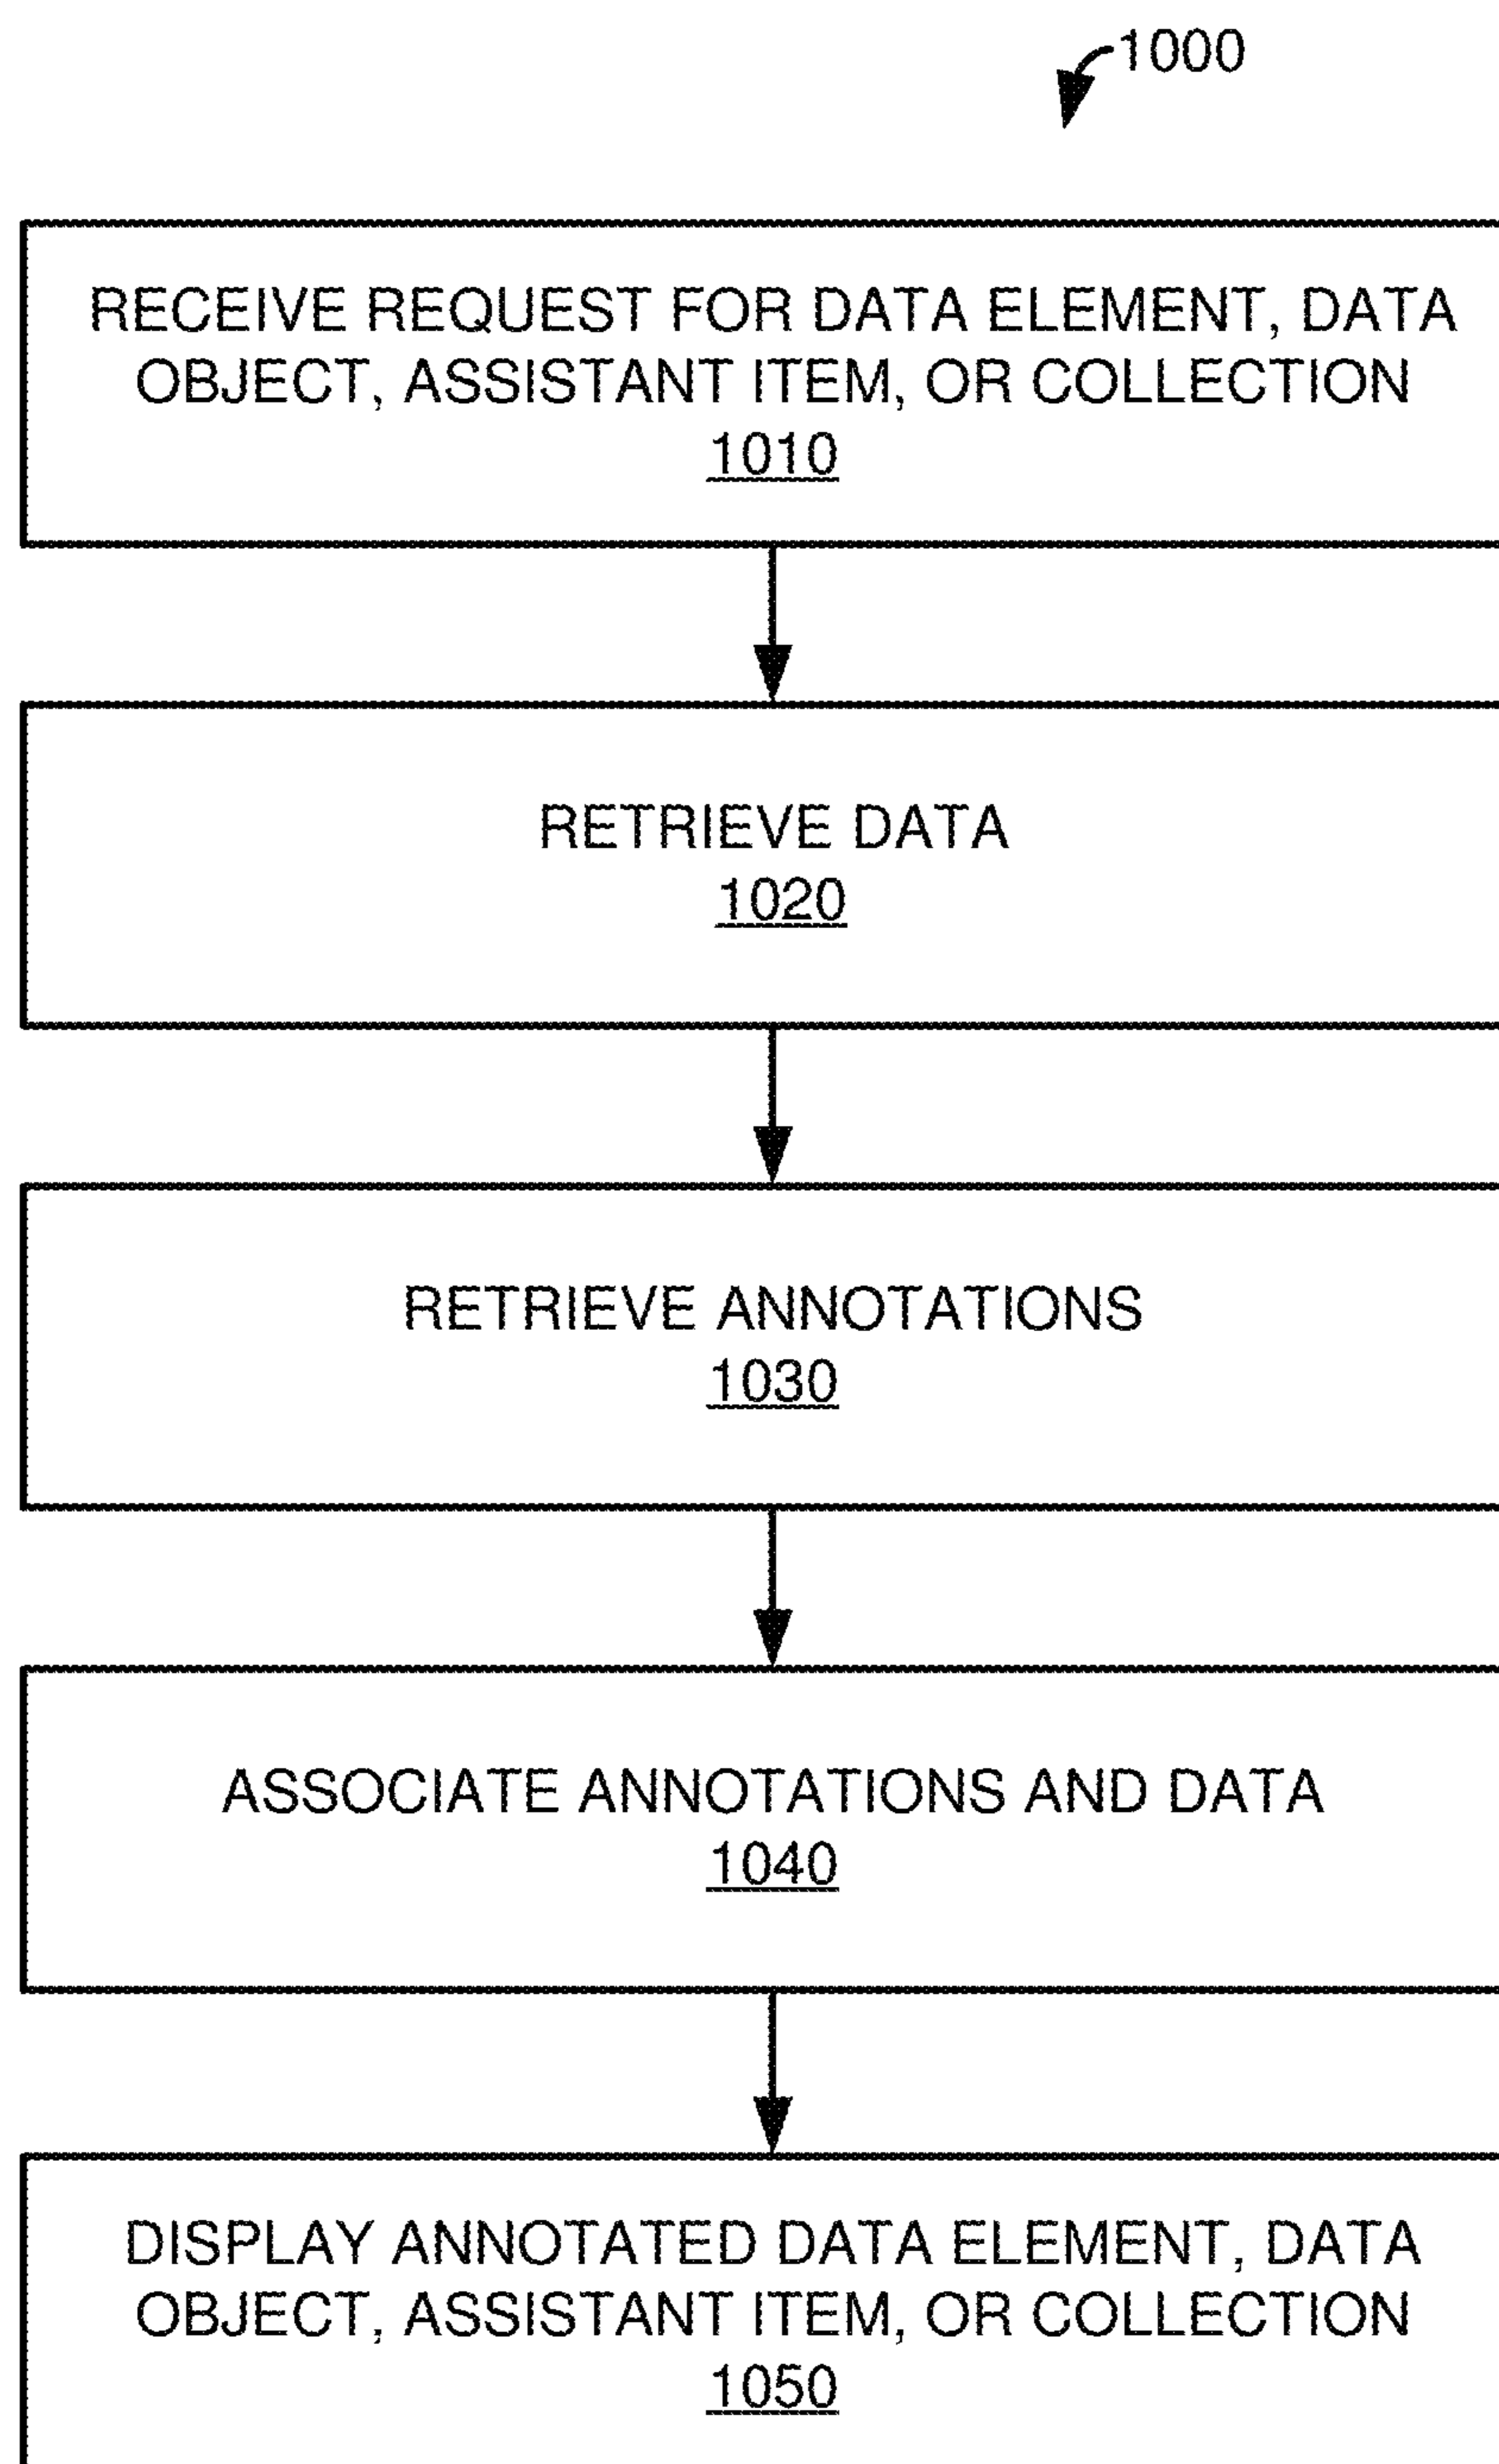 1000
RECEIVE REQUEST FOR DATA ELEMENT, DATA
OBJECT, ASSISTANT ITEM, OR COLLECTION
1010
RETRIEVE DATA
1020
RETRIEVE ANNOTATIONS
1030
ASSOCIATE ANNOTATIONS AND DATA
1040
DISPLAY ANNOTATED DATA ELEMENT, DATA
OBJECT, ASSISTANT ITEM, OR COLLECTION
1050